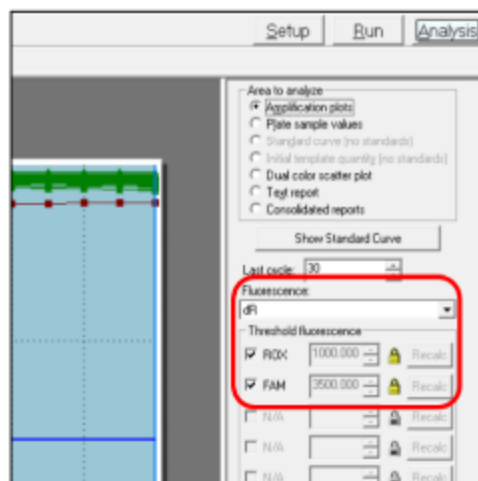 Setup Run Analysis
Area to analyze
Amplification plots
Plate sample values
Standard curve (no standards)
Initial template quantity (no standards)
Dual color scatter plot
Text report
Consolidated reports
Show Standard Curve
Last cycle: 30
Fluorescence:
dR
Threshold fluorescence
ROX 1000.000 Recalc
FAM 3500.000 Recalc
N/A Recalc
N/A Recalc
N/A Recalc